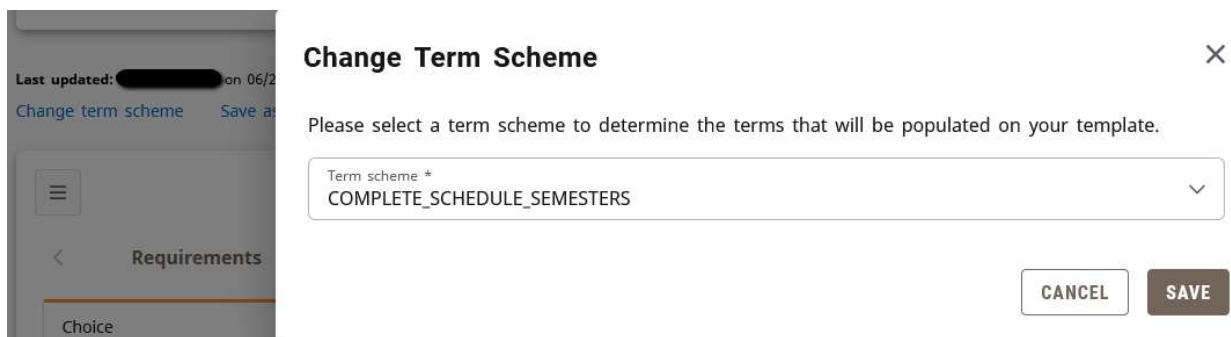 Change Term Scheme
Last updated: on 06/2
Change term scheme Save as
Please select a term scheme to determine the terms that will be populated on your template.
Term scheme *
COMPLETE_SCHEDULE_SEMESTERS
Requirements
CANCEL SAVE
Choice